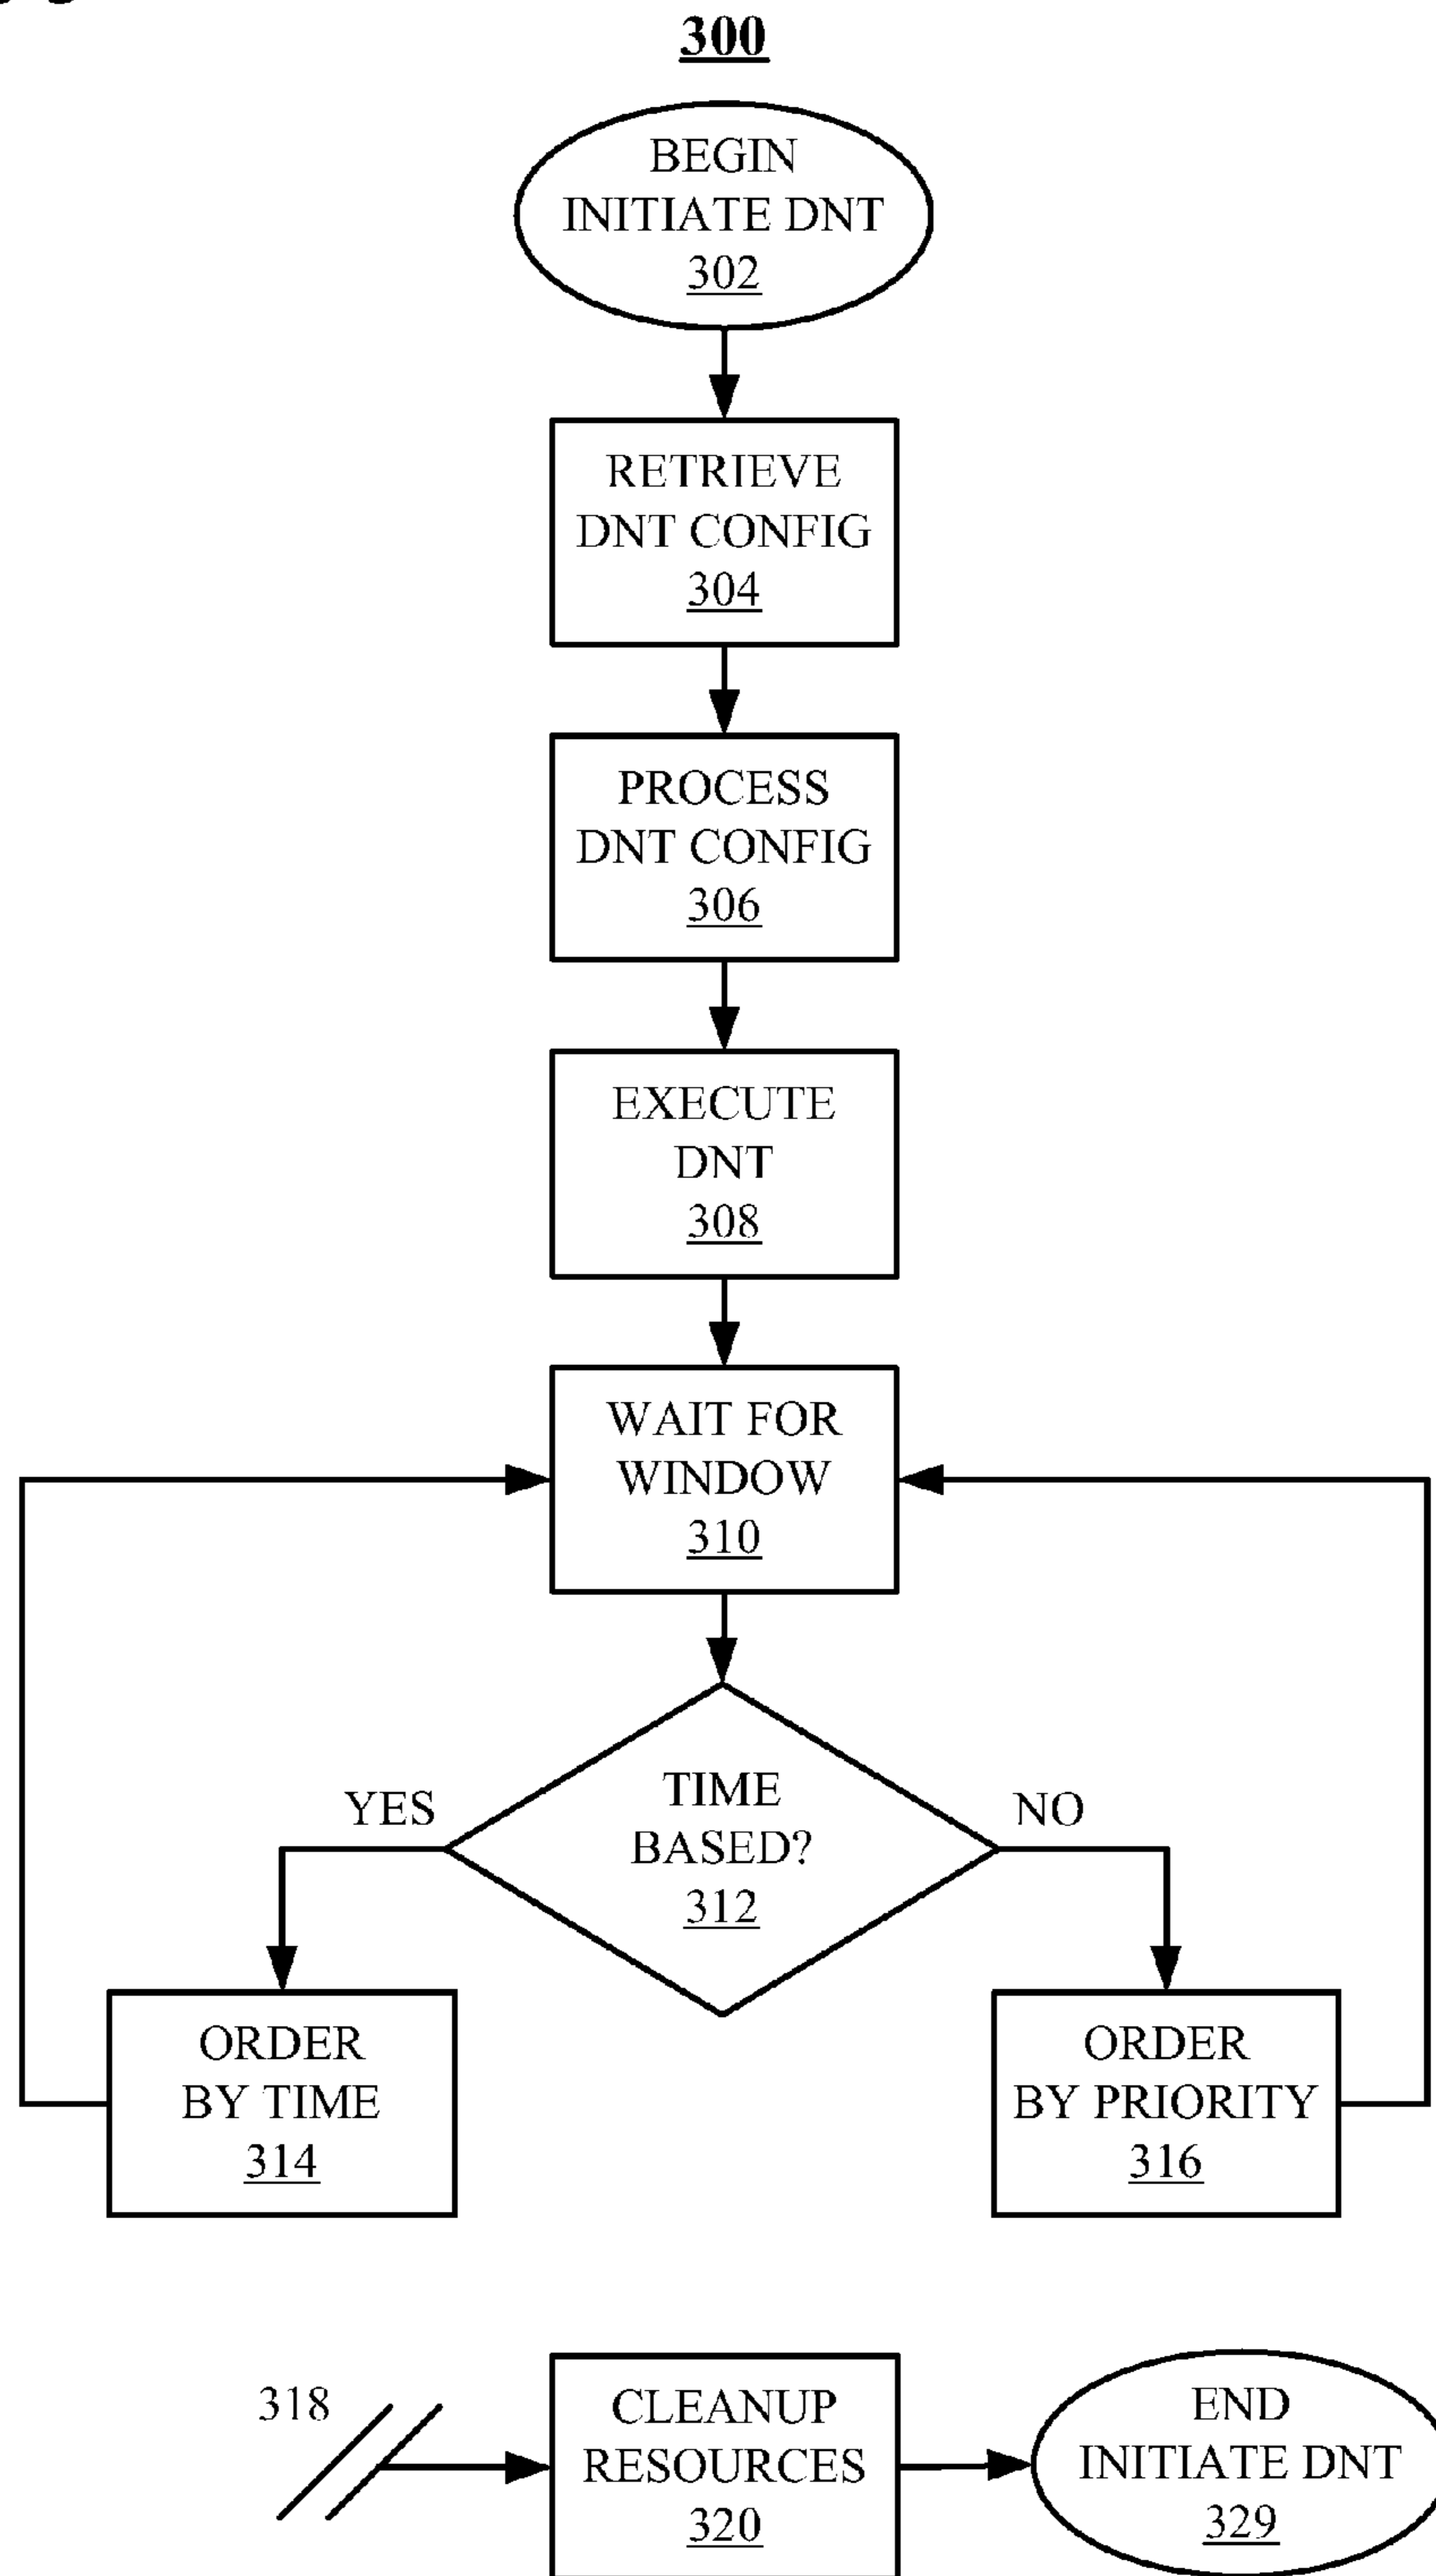 300
BEGIN
INITIATE DNT
302
RETRIEVE
DNT CONFIG
304
PROCESS
DNT CONFIG
306
EXECUTE
DNT
308
WAIT FOR
WINDOW
310
TIME
BASED?
312
YES
NO
ORDER
BY TIME
314
ORDER
BY PRIORITY
316
318
CLEANUP
RESOURCES
320
END
INITIATE DNT
329